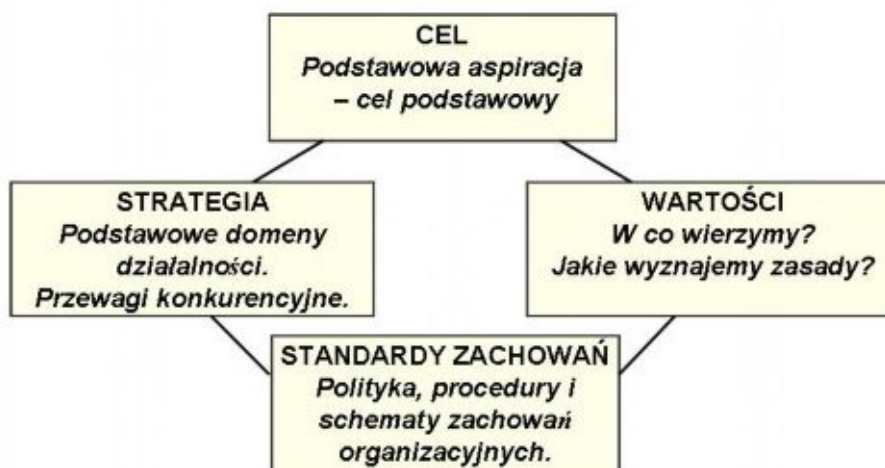 CEL
Podstawowa aspiracja
– cel podstawowy
STRATEGIA
Podstawowe domeny
działalności.
Przewagi konkurencyjne.
WARTOŚCI
W co wierzymy?
Jakie wyznajemy zasady?
STANDARDY ZACHOWAŃ
Polityka, procedury i
schematy zachowań
organizacyjnych.